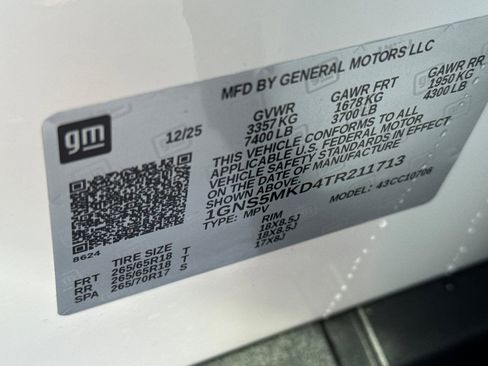 MFD BY GENERAL MOTORS LLC
gm
12/25
GVWR GAWR FRT GAWR RR
3357 KG 1678 KG 1950 KG
7400 LB 3700 LB 4300 LB
THIS VEHICLE CONFORMS TO ALL
APPLICABLE U.S. FEDERAL MOTOR
VEHICLE SAFETY STANDARDS IN EFFECT
ON THE DATE OF MANUFACTURE
SHOWN ABOVE.
1GNS5MKD4TR211713
TYPE: MPV 43CC10708
8624
TIRE SIZE RIM
FRT 265/65R18 T 18X8.5J
RR 265/65R18 T 18X8.5J
SPA 265/70R17 S 17X8J